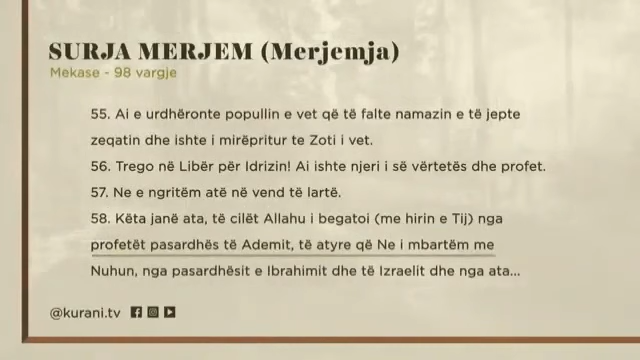 SURJA MERJEM (Merjemja)
Mekase - 98 vargje
55. Ai e urdhëronte popullin e vet që të falte namazin e të jepte
zeqatin dhe ishte i mirëpritur te Zoti i vet.
56. Trego në Libër për Idrizin! Ai ishte njeri i së vërtetës dhe profet.
57. Ne e ngritëm atë në vend të lartë.
58. Këta janë ata, të cilët Allahu i begatoi (me hirin e Tij) nga
profetët pasardhës të Ademit, të atyre që Ne i mbartëm me
Nuhun, nga pasardhësit e Ibrahimit dhe të Izraelit dhe nga ata...
@kurani.tv